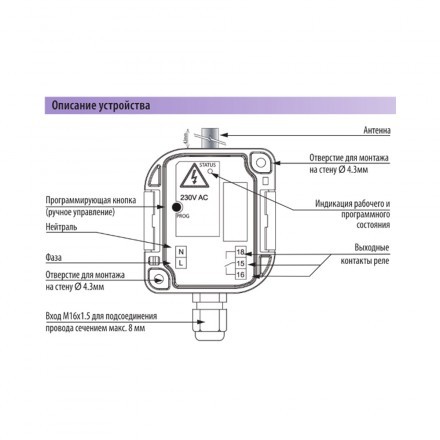 Описание устройства
Антенна
Отверстие для монтажа
на стену Ø 4.3мм
STATUS
230V AC
PROG
Программирующая кнопка
(ручное управление)
Индикация рабочего и
программного
состояния
Нейтраль
N
18
Выходные
контакты реле
Фаза
L
15
16
Отверстие для монтажа
на стену Ø 4.3мм
Вход M16x1.5 для подсоединения
провода сечением макс. 8 мм